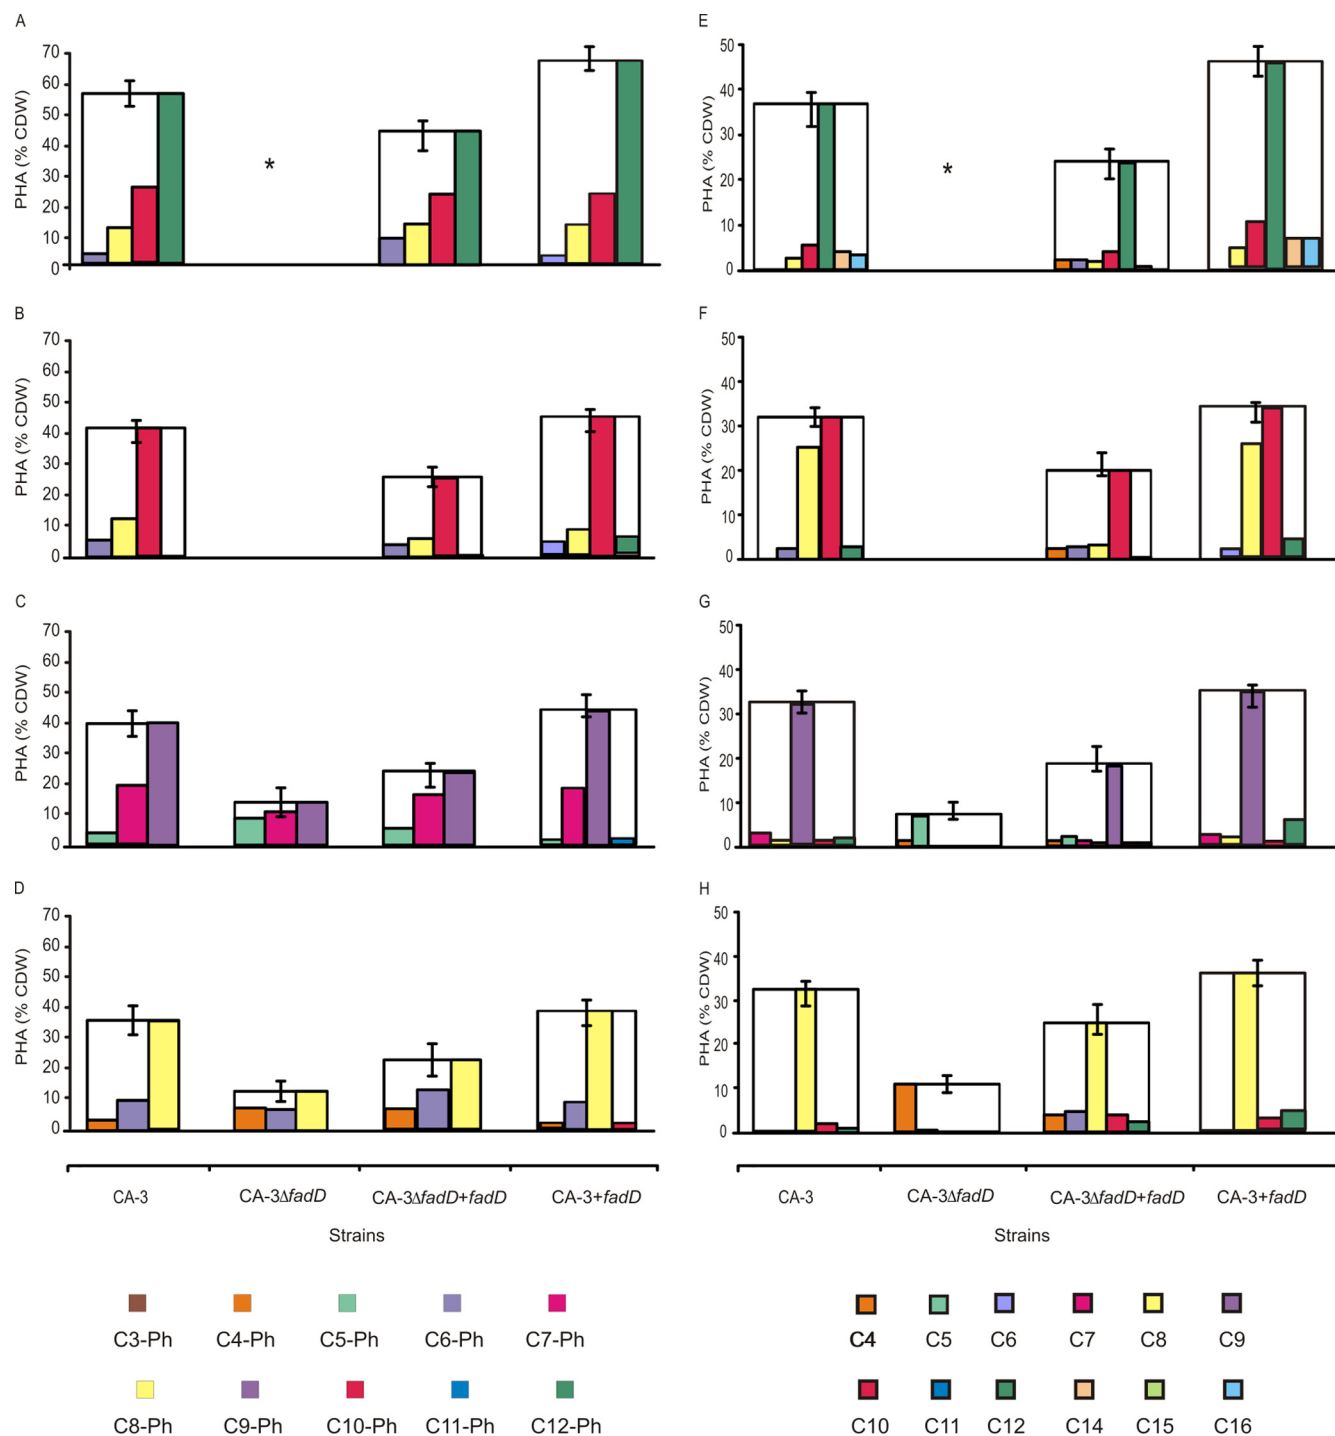 A
PHA (% CDW)
70
60
50
40
30
20
10
0
*
E
PHA (% CDW)
50
40
30
20
10
0
*
B
PHA (% CDW)
70
60
50
40
30
20
10
0
F
PHA (% CDW)
50
40
30
20
10
0
C
PHA (% CDW)
70
60
50
40
30
20
10
0
G
PHA (% CDW)
50
40
30
20
10
0
D
PHA (% CDW)
70
60
50
40
30
20
10
0
H
PHA (% CDW)
50
40
30
20
10
0
CA-3 CA-3ΔfadD CA-3ΔfadD+fadD CA-3+fadD
Strains
CA-3 CA-3ΔfadD CA-3ΔfadD+fadD CA-3+fadD
Strains
C3-Ph C4-Ph C5-Ph C6-Ph C7-Ph
C8-Ph C9-Ph C10-Ph C11-Ph C12-Ph
C4 C5 C6 C7 C8 C9
C10 C11 C12 C14 C15 C16